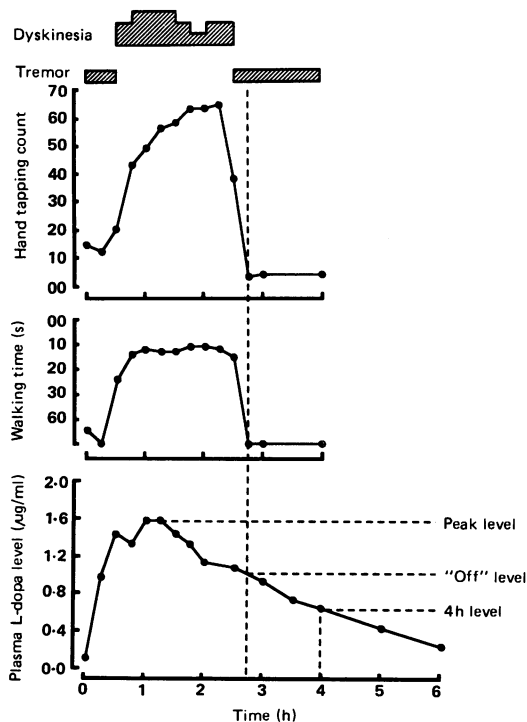 Dyskinesia
Tremor
70
60
50
40
30
20
10
00
Hand tapping count
00
10
20
30
60
Walking time (s)
2·0
1·6
1·2
0·8
0·4
0·0
Plasma L-dopa level (µg/ml)
Peak level
"Off" level
4h level
0 1 2 3 4 5 6
Time (h)